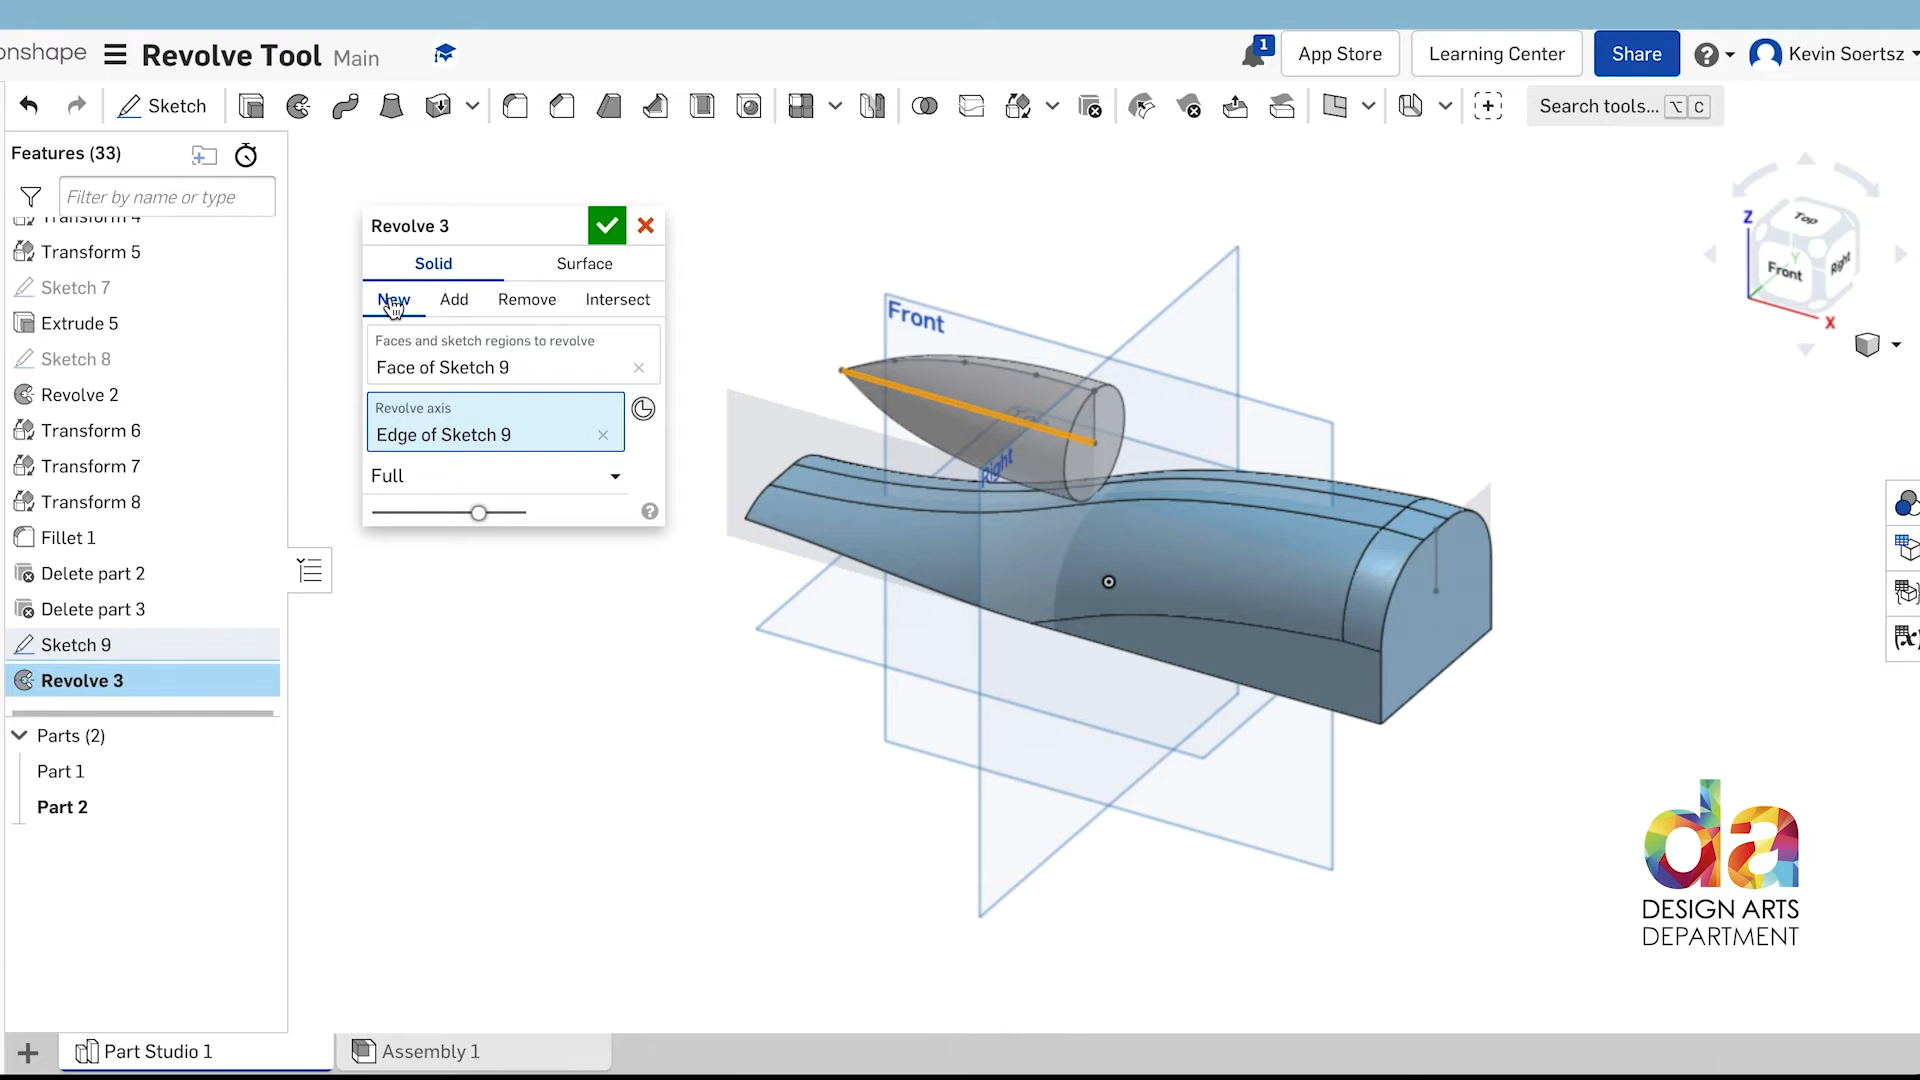 onshape
Revolve Tool Main
1
App Store
Learning Center
Share
Kevin Soertsz
Sketch
Search tools... ⌥ C
Features (33)
Filter by name or type
Transform 4
Transform 5
Sketch 7
Extrude 5
Sketch 8
Revolve 2
Transform 6
Transform 7
Transform 8
Fillet 1
Delete part 2
Delete part 3
Sketch 9
Revolve 3
Parts (2)
Part 1
Part 2
Revolve 3
Solid
Surface
New
Add
Remove
Intersect
Faces and sketch regions to revolve
Face of Sketch 9
Revolve axis
Edge of Sketch 9
Full
Front
Right
Z
Top
Front
Y
Right
X
da
DESIGN ARTS
DEPARTMENT
Part Studio 1
Assembly 1